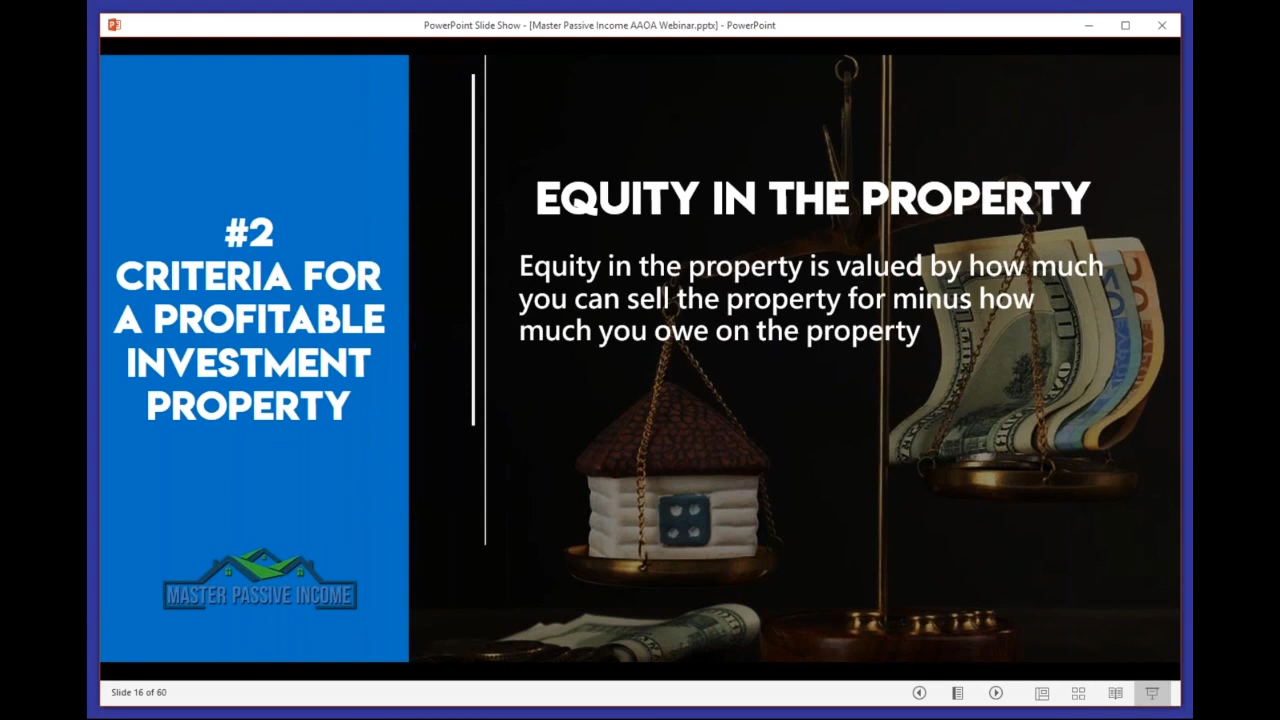 PowerPoint Slide Show - [Master Passive Income AAOA Webinar.pptx] - PowerPoint
#2
CRITERIA FOR
A PROFITABLE
INVESTMENT
PROPERTY
MASTER PASSIVE INCOME
EQUITY IN THE PROPERTY
Equity in the property is valued by how much
you can sell the property for minus how
much you owe on the property
Slide 16 of 60